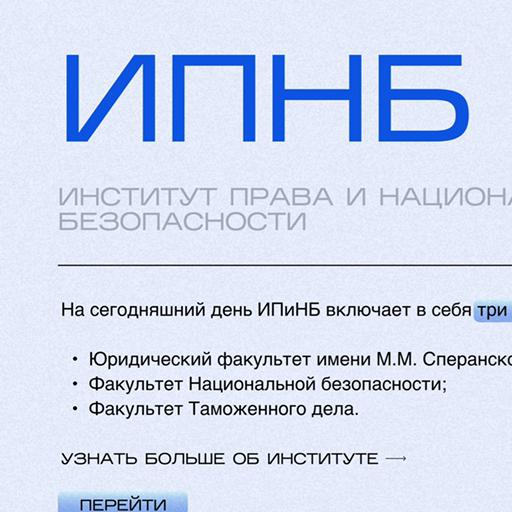 ИПНБ
ИНСТИТУТ ПРАВА И НАЦИОНА
БЕЗОПАСНОСТИ
На сегодняшний день ИПиНБ включает в себя три
• Юридический факультет имени М.М. Сперанско
• Факультет Национальной безопасности;
• Факультет Таможенного дела.
УЗНАТЬ БОЛЬШЕ ОБ ИНСТИТУТЕ →
ПЕРЕЙТИ